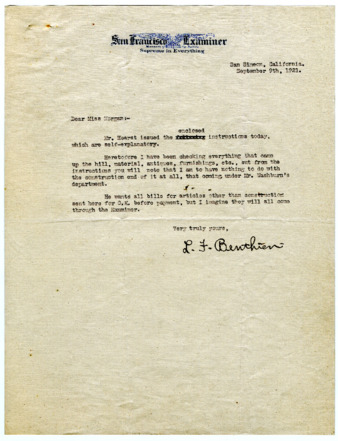 San Francisco Examiner
Supreme in Everything
San Simeon, California.
September 9th, 1921.
Dear Miss Morgan:-
enclosed
Mr. Hearst issued the instructions today,
which are self-explanatory.
Heretofore I have been checking everything that came
up the hill, material, antiques, furnishings, etc., but from the
instructions you will note that I am to have nothing to do with
the construction end of it at all, that coming under Mr. Washburn's
department.
He wants all bills for articles other than construction
sent here for O.K. before payment, but I imagine they will all come
through the Examiner.
Very truly yours,
L. F. Benthien